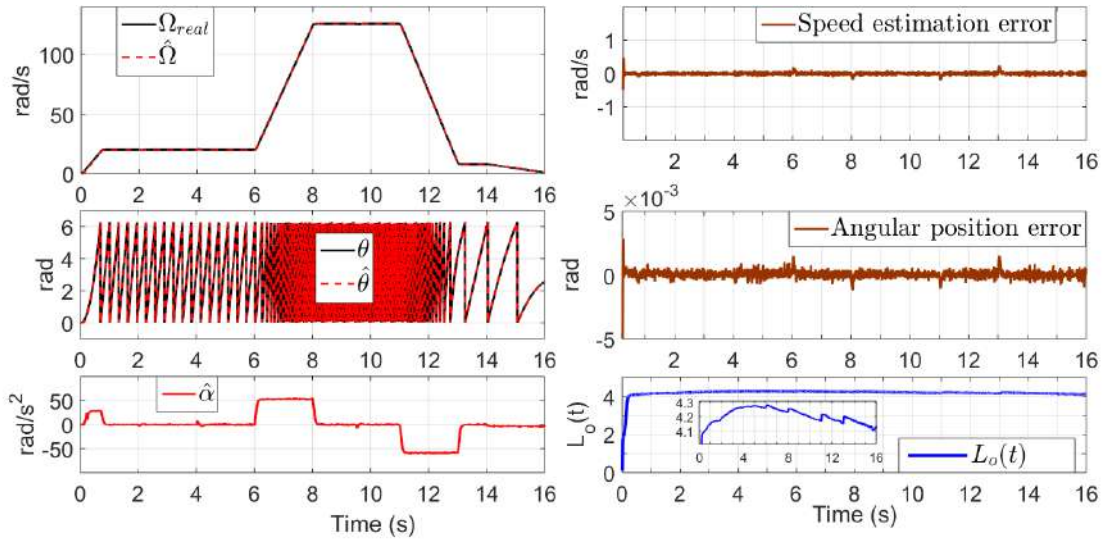 Ω_real
Ω̂
rad/s
100
50
0
0 2 4 6 8 10 12 14 16
Speed estimation error
rad/s
2
1
0
-1
2 4 6 8 10 12 14 16
θ
θ̂
rad
6
4
2
0
0 2 4 6 8 10 12 14 16
×10^-3
Angular position error
rad
5
0
-5
2 4 6 8 10 12 14 16
α̂
rad/s²
50
0
-50
0 2 4 6 8 10 12 14 16
Time (s)
L_o(t)
4
2
0
4.3
4.2
4.1
0 4 8 12 16
L_o(t)
0 2 4 6 8 10 12 14 16
Time (s)